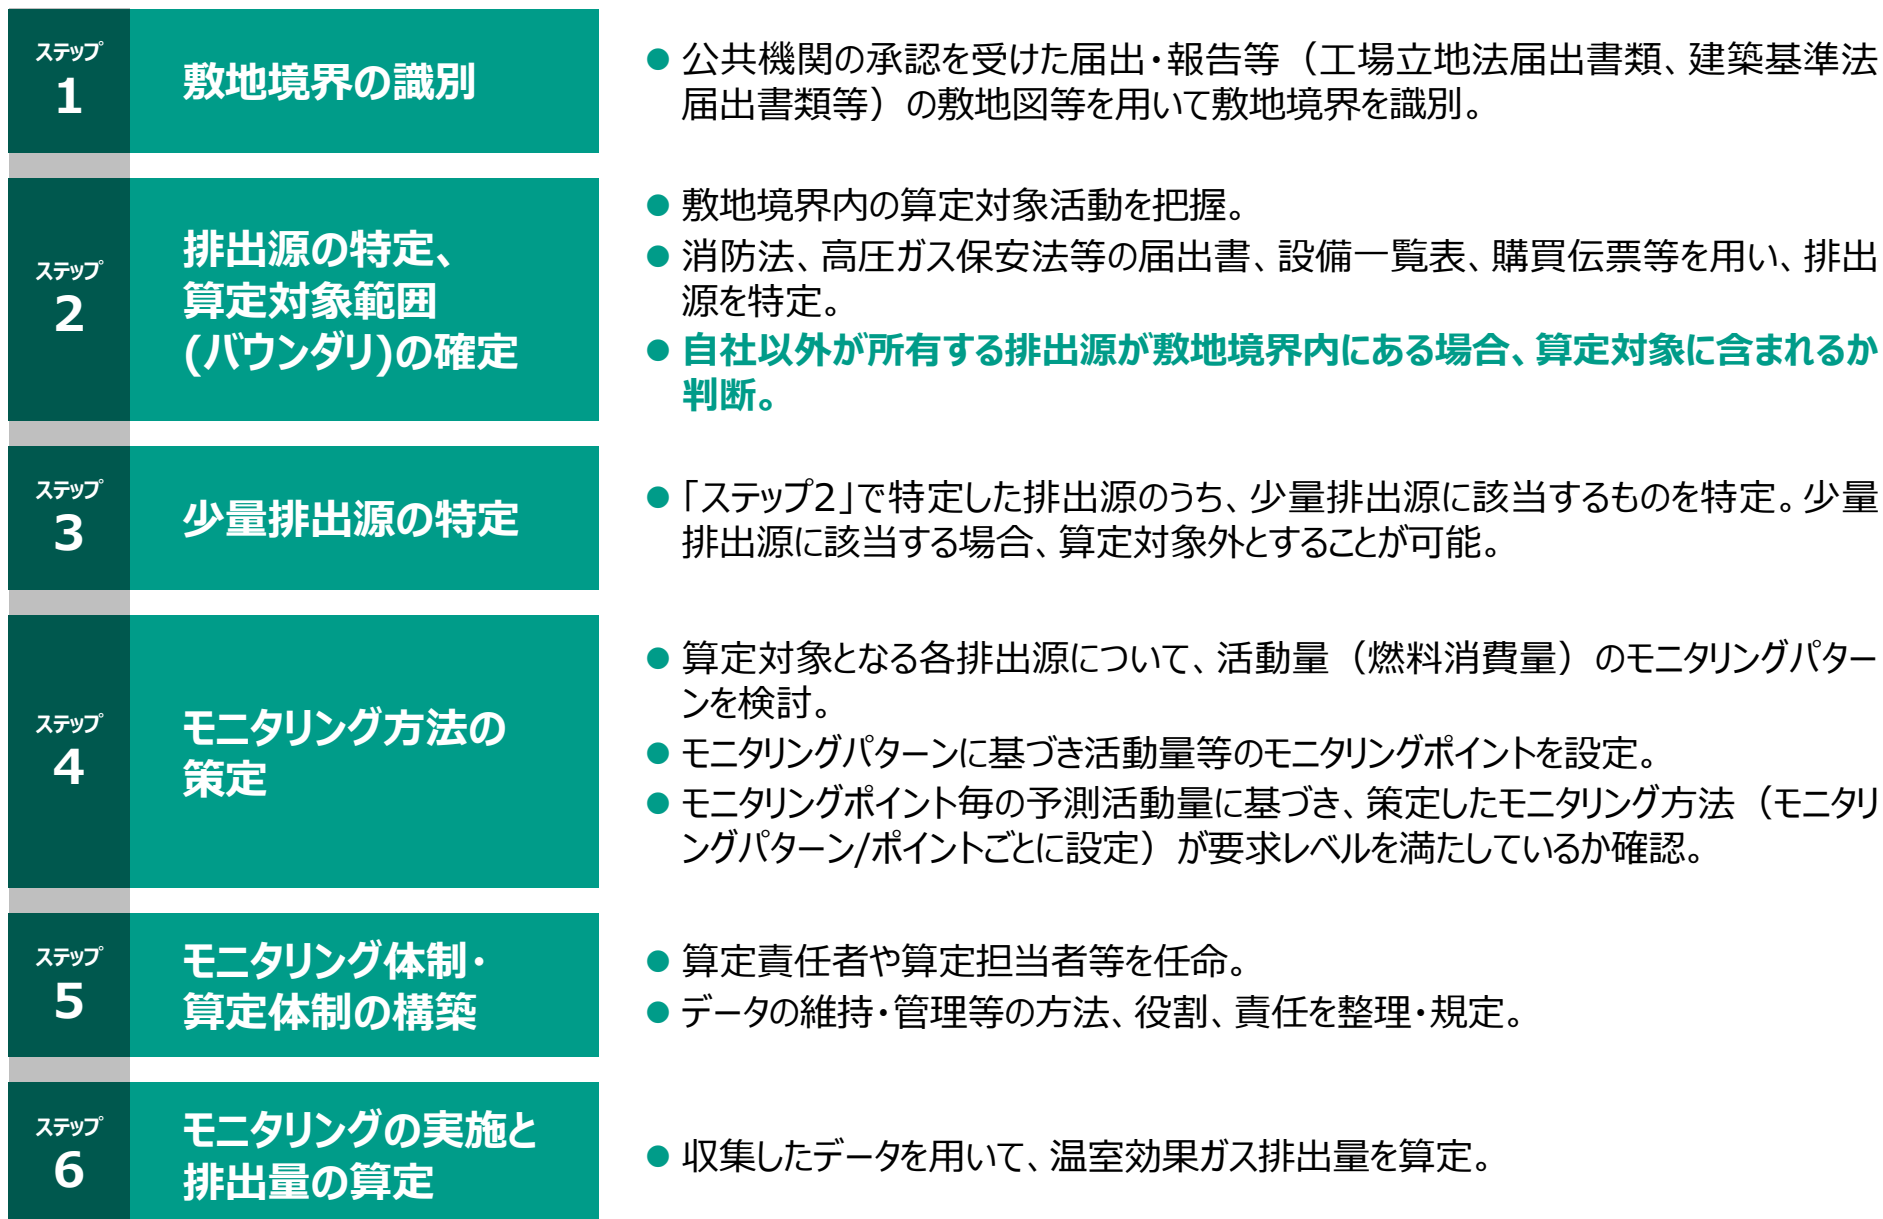 ステップ
1
敷地境界の識別
● 公共機関の承認を受けた届出・報告等（工場立地法届出書類、建築基準法
届出書類等）の敷地図等を用いて敷地境界を識別。
ステップ
2
排出源の特定、
算定対象範囲
(バウンダリ)の確定
● 敷地境界内の算定対象活動を把握。
● 消防法、高圧ガス保安法等の届出書、設備一覧表、購買伝票等を用い、排出
源を特定。
● 自社以外が所有する排出源が敷地境界内にある場合、算定対象に含まれるか
判断。
ステップ
3
少量排出源の特定
● 「ステップ2」で特定した排出源のうち、少量排出源に該当するものを特定。少量
排出源に該当する場合、算定対象外とすることが可能。
ステップ
4
モニタリング方法の
策定
● 算定対象となる各排出源について、活動量（燃料消費量）のモニタリングパター
ンを検討。
● モニタリングパターンに基づき活動量等のモニタリングポイントを設定。
● モニタリングポイント毎の予測活動量に基づき、策定したモニタリング方法（モニタリ
ングパターン/ポイントごとに設定）が要求レベルを満たしているか確認。
ステップ
5
モニタリング体制・
算定体制の構築
● 算定責任者や算定担当者等を任命。
● データの維持・管理等の方法、役割、責任を整理・規定。
ステップ
6
モニタリングの実施と
排出量の算定
● 収集したデータを用いて、温室効果ガス排出量を算定。